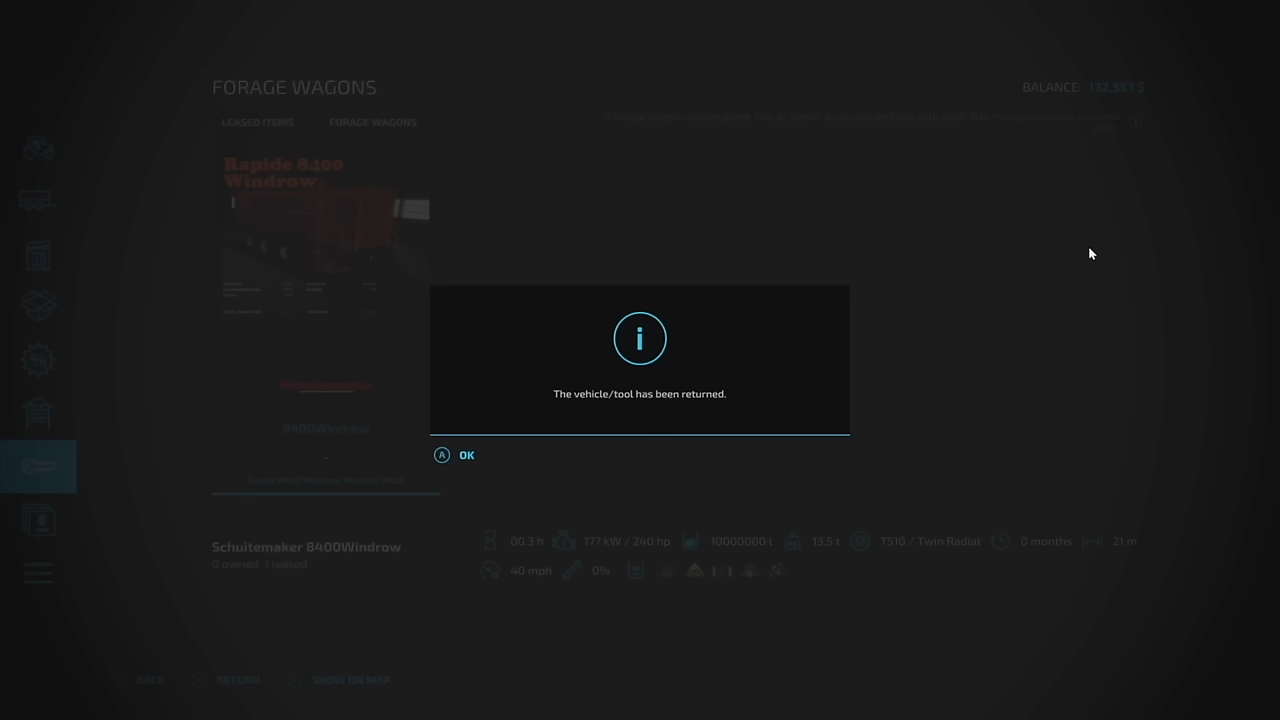 FORAGE WAGONS
BALANCE: 132,557 $
LEASED ITEMS FORAGE WAGONS
Rapide 8400
Windrow
i
The vehicle/tool has been returned.
A OK
8400Windrow
Schuitemaker 8400Windrow
0 owned, 1 leased
00.3 h 177 kW / 240 hp 10000000 l 13.5 t T510 / Twin Radial 0 months 21 m
40 mph 0%
BACK RETURN SHOW ON MAP